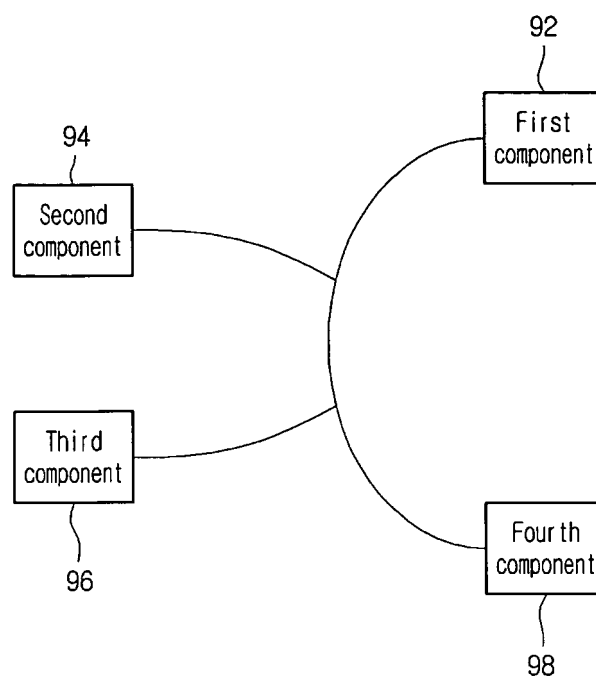 92
First
component
94
Second
component
Third
component
96
Fourth
component
98